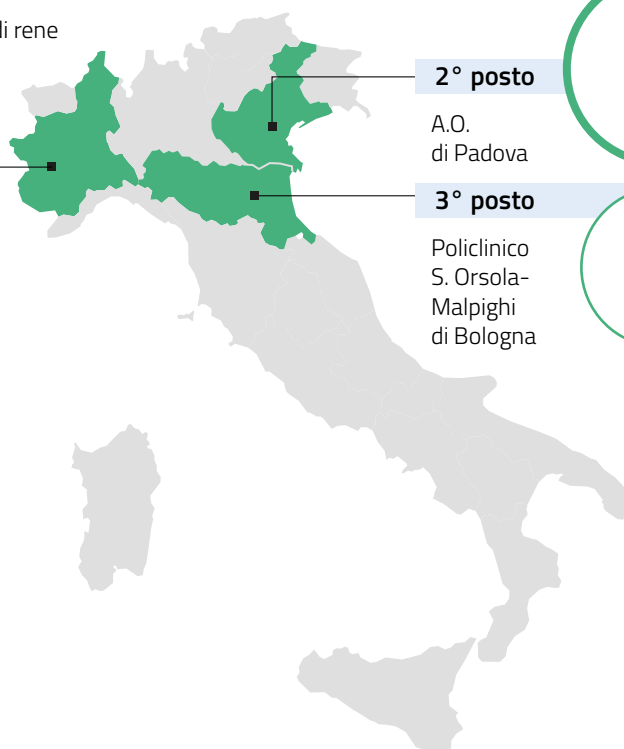 di rene
2° posto
A.O.
di Padova
3° posto
Policlinico
S. Orsola-
Malpighi
di Bologna